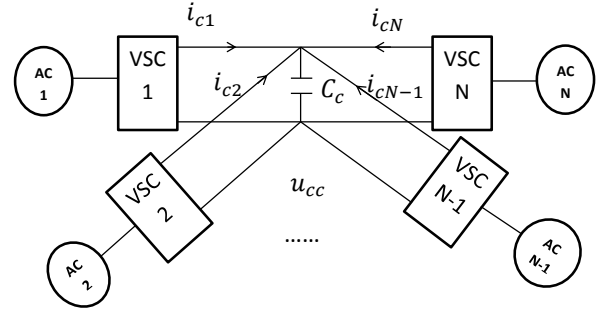 i_{c1}
i_{cN}
AC
1
VSC
1
i_{c2}
C_c
i_{cN-1}
VSC
N
AC
N
VSC
2
u_{cc}
VSC
N-1
......
AC
2
AC
N-1